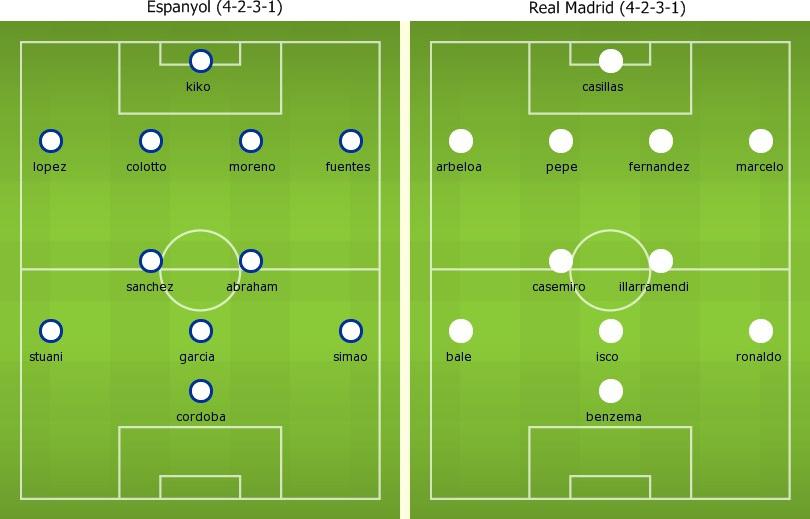 Espanyol (4-2-3-1)
kiko
lopez colotto moreno fuentes
sanchez abraham
stuani garcia simao
cordoba
Real Madrid (4-2-3-1)
casillas
arbeloa pepe fernandez marcelo
casemiro illarramendi
bale isco ronaldo
benzema